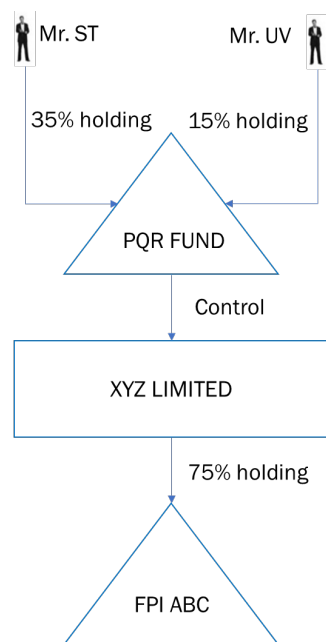 Mr. ST
Mr. UV
35% holding
15% holding
PQR FUND
Control
XYZ LIMITED
75% holding
FPI ABC